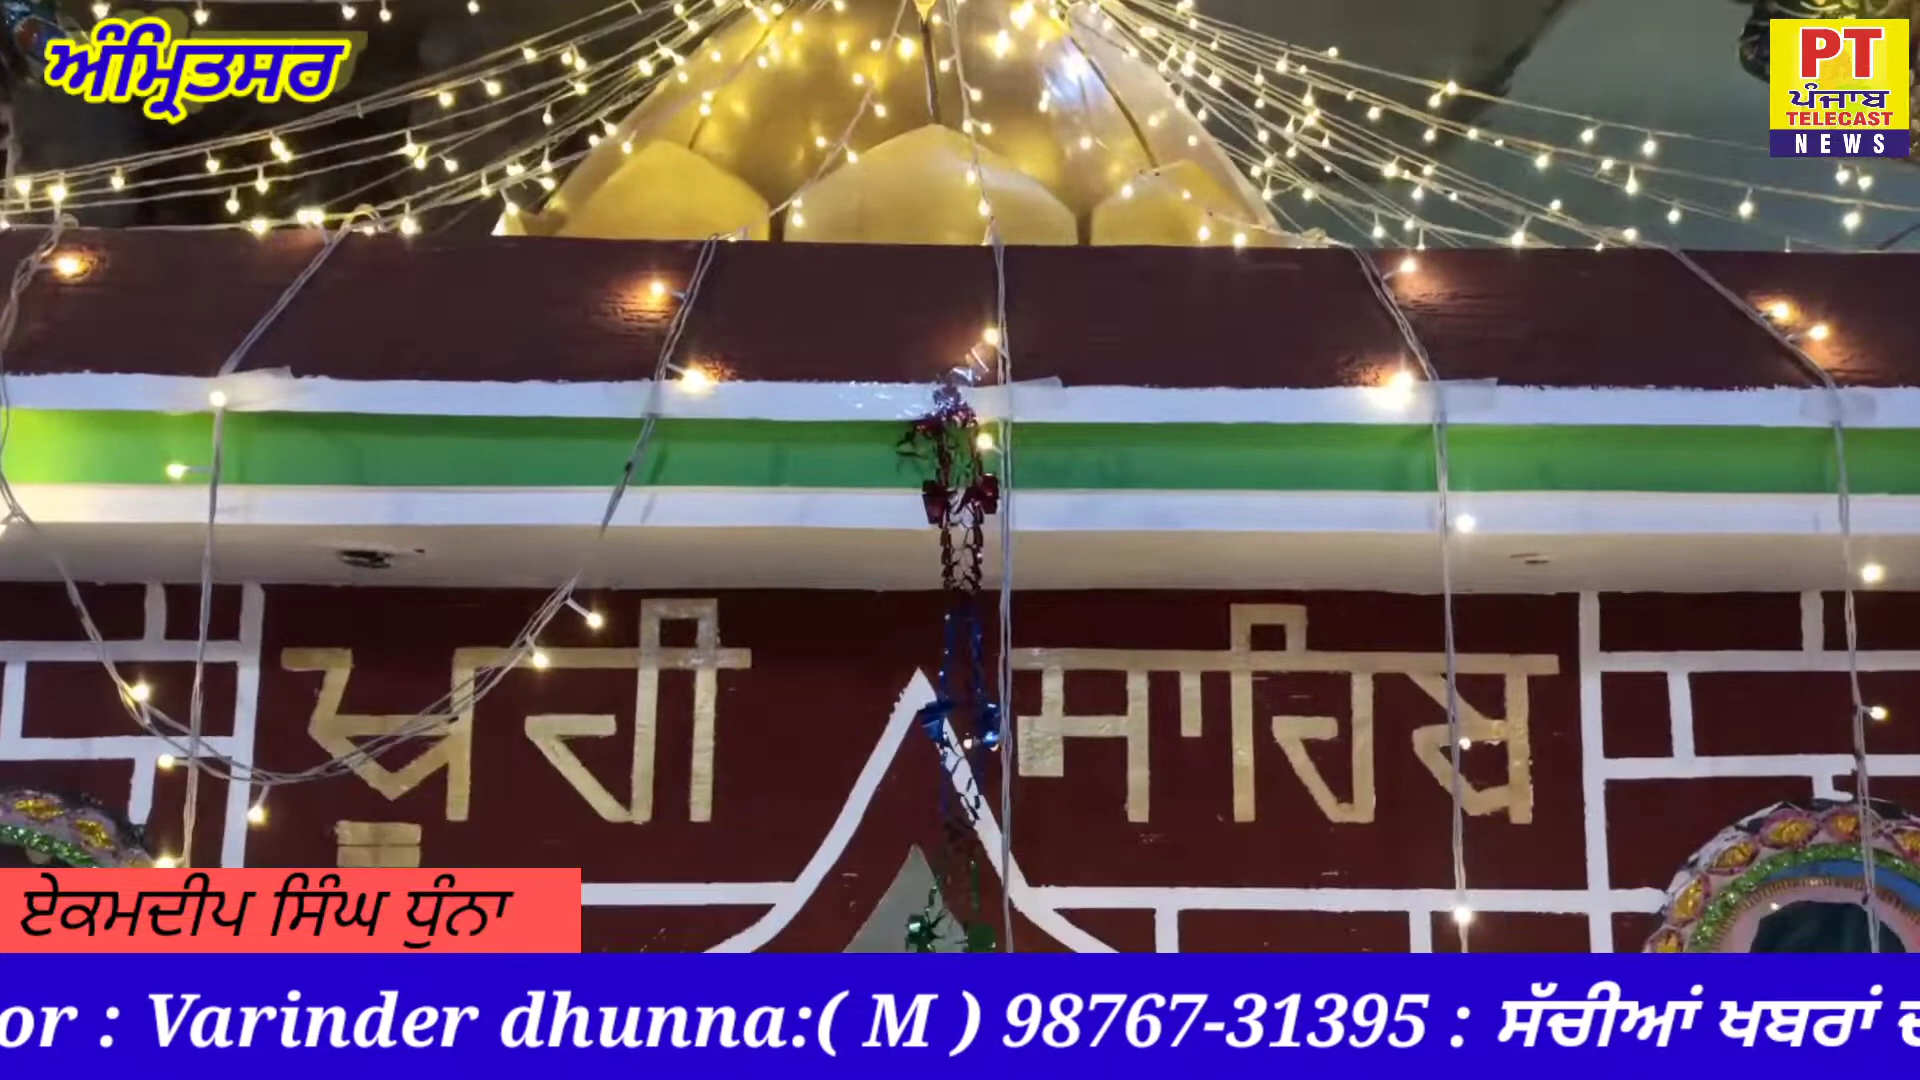 ਅੰਮ੍ਰਿਤਸਰ
PT
ਪੰਜਾਬ
TELECAST
NEWS
ਘੂਰੀ ਸਾਹਿਬ
ਏਕਮਦੀਪ ਸਿੰਘ ਧੁੰਨਾ
or : Varinder dhunna:( M ) 98767-31395 : ਸੱਚੀਆਂ ਖਬਰਾਂ